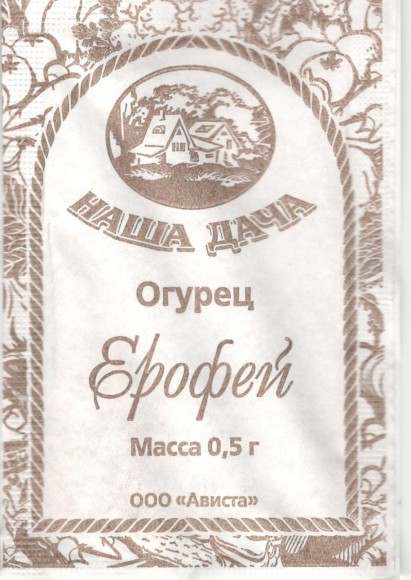 НАША ДАЧА
Огурец
Ерофей
Масса 0,5 г
ООО «Ависта»